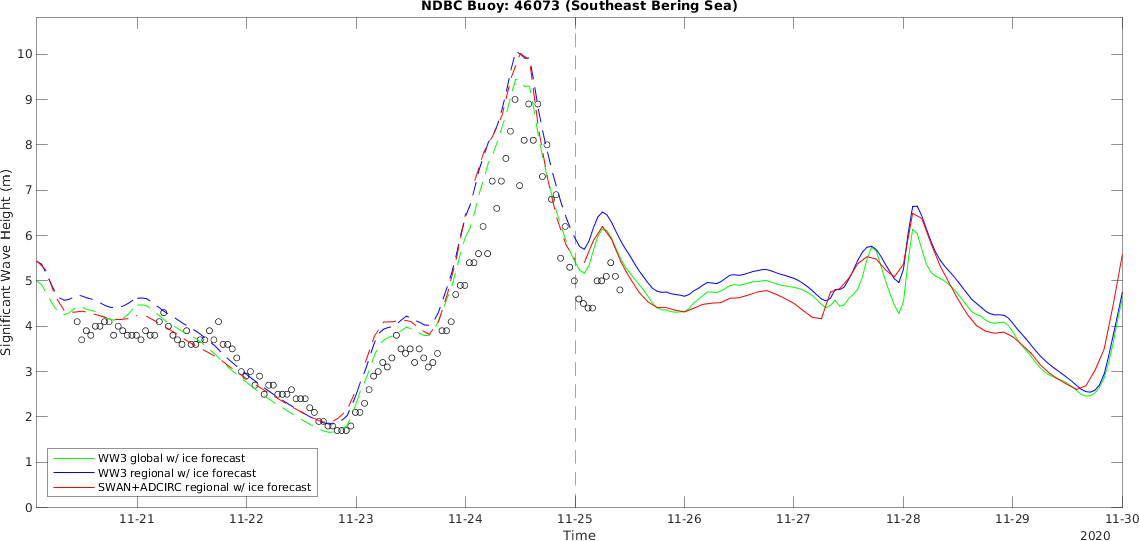 NDBC Buoy: 46073 (Southeast Bering Sea)
Significant Wave Height (m)
10
9
8
7
6
5
4
3
2
1
0
WW3 global w/ ice forecast
WW3 regional w/ ice forecast
SWAN+ADCIRC regional w/ ice forecast
11-21 11-22 11-23 11-24 11-25 11-26 11-27 11-28 11-29 11-30
Time 2020